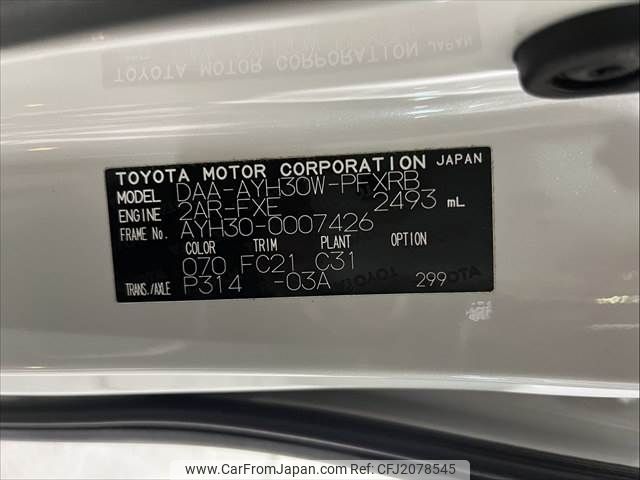 TOYOTA MOTOR CORPORATION JAPAN
MODEL DAA-AYH30W-PFXRB
ENGINE 2AR-FXE 2493 mL
FRAME No. AYH30-0007426
COLOR TRIM PLANT OPTION
070 FC21 C31
TRANS./AXLE P314 -03A 299
www.CarFromJapan.com | CFJ2078545